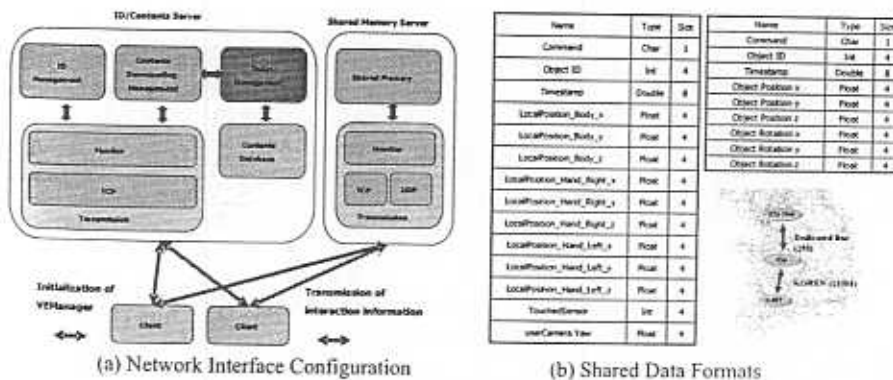 ID/Contents Server
Shared Memory Server
ID
Management
Contents
Downloading
Management
Shared Memory
Monitor
TCP
Transmission
Contents
Database
Monitor
TCP
UDP
Transmission
Initialization of
VEManager
Client
Client
Transmission of
Interaction Information
(a) Network Interface Configuration
Name Type Size
Command Char 1
Object ID Int 4
Timestamp Double 8
LocalPosition_Body_x Float 4
LocalPosition_Body_y Float 4
LocalPosition_Body_z Float 4
LocalPosition_Hand_Right_x Float 4
LocalPosition_Hand_Right_y Float 4
LocalPosition_Hand_Right_z Float 4
LocalPosition_Hand_Left_x Float 4
LocalPosition_Hand_Left_y Float 4
LocalPosition_Hand_Left_z Float 4
TouchedSensor Int 4
userCamera.Yaw Float 4
Name Type Size
Command Char 1
Object ID Int 4
Timestamp Double 8
Object Position x Float 4
Object Position y Float 4
Object Position z Float 4
Object Rotation x Float 4
Object Rotation y Float 4
Object Rotation z Float 4
Dedicated line
(b) Shared Data Formats